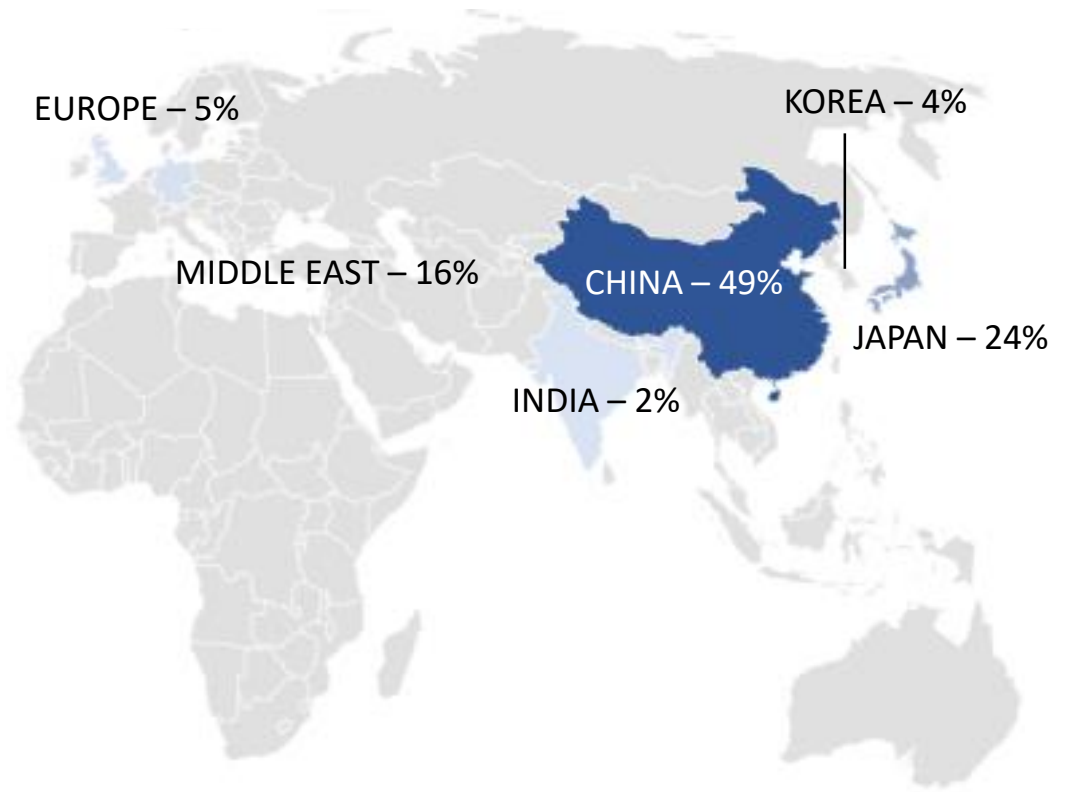 EUROPE – 5%
KOREA – 4%
MIDDLE EAST – 16%
CHINA – 49%
JAPAN – 24%
INDIA – 2%